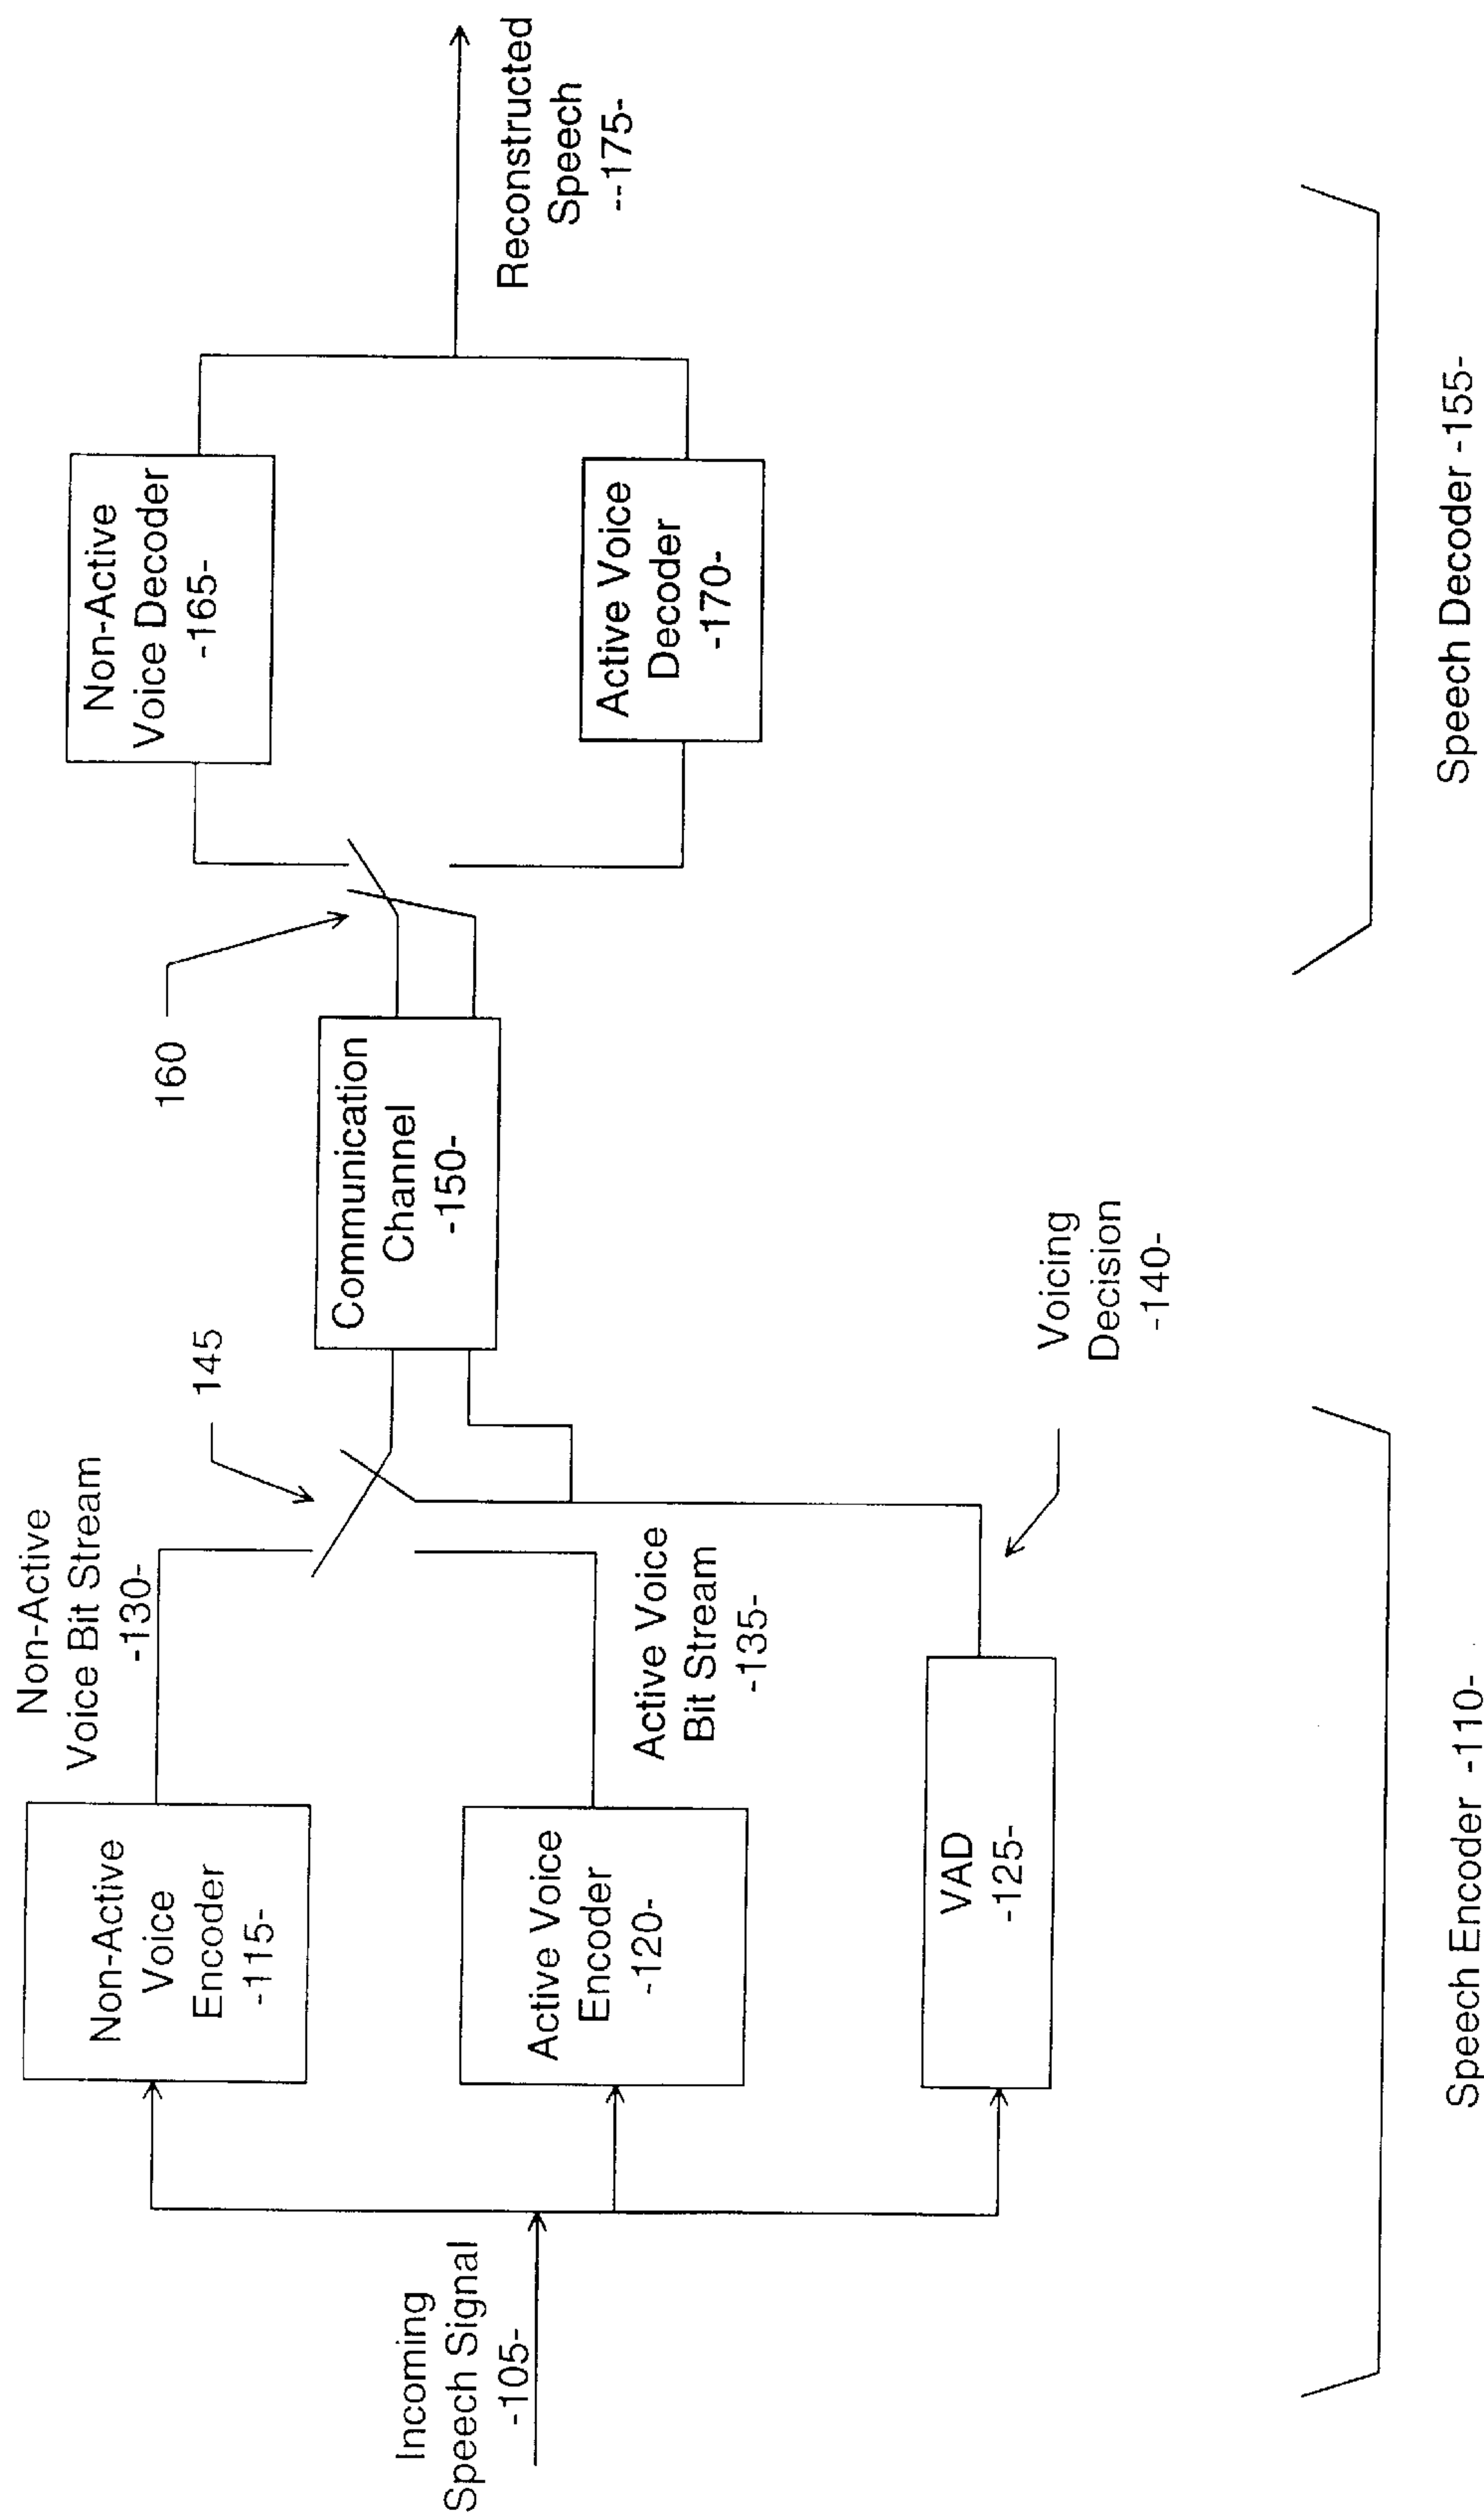 Incoming
Speech Signal
-105-
Non-Active
Voice
Encoder
-115-
Active Voice
Encoder
-120-
VAD
-125-
Non-Active
Voice Bit Stream
-130-
Active Voice
Bit Stream
-135-
145
Voicing
Decision
-140-
Communication
Channel
-150-
160
Non-Active
Voice Decoder
-165-
Active Voice
Decoder
-170-
Reconstructed
Speech
--175-
Speech Encoder -110-
Speech Decoder -155-